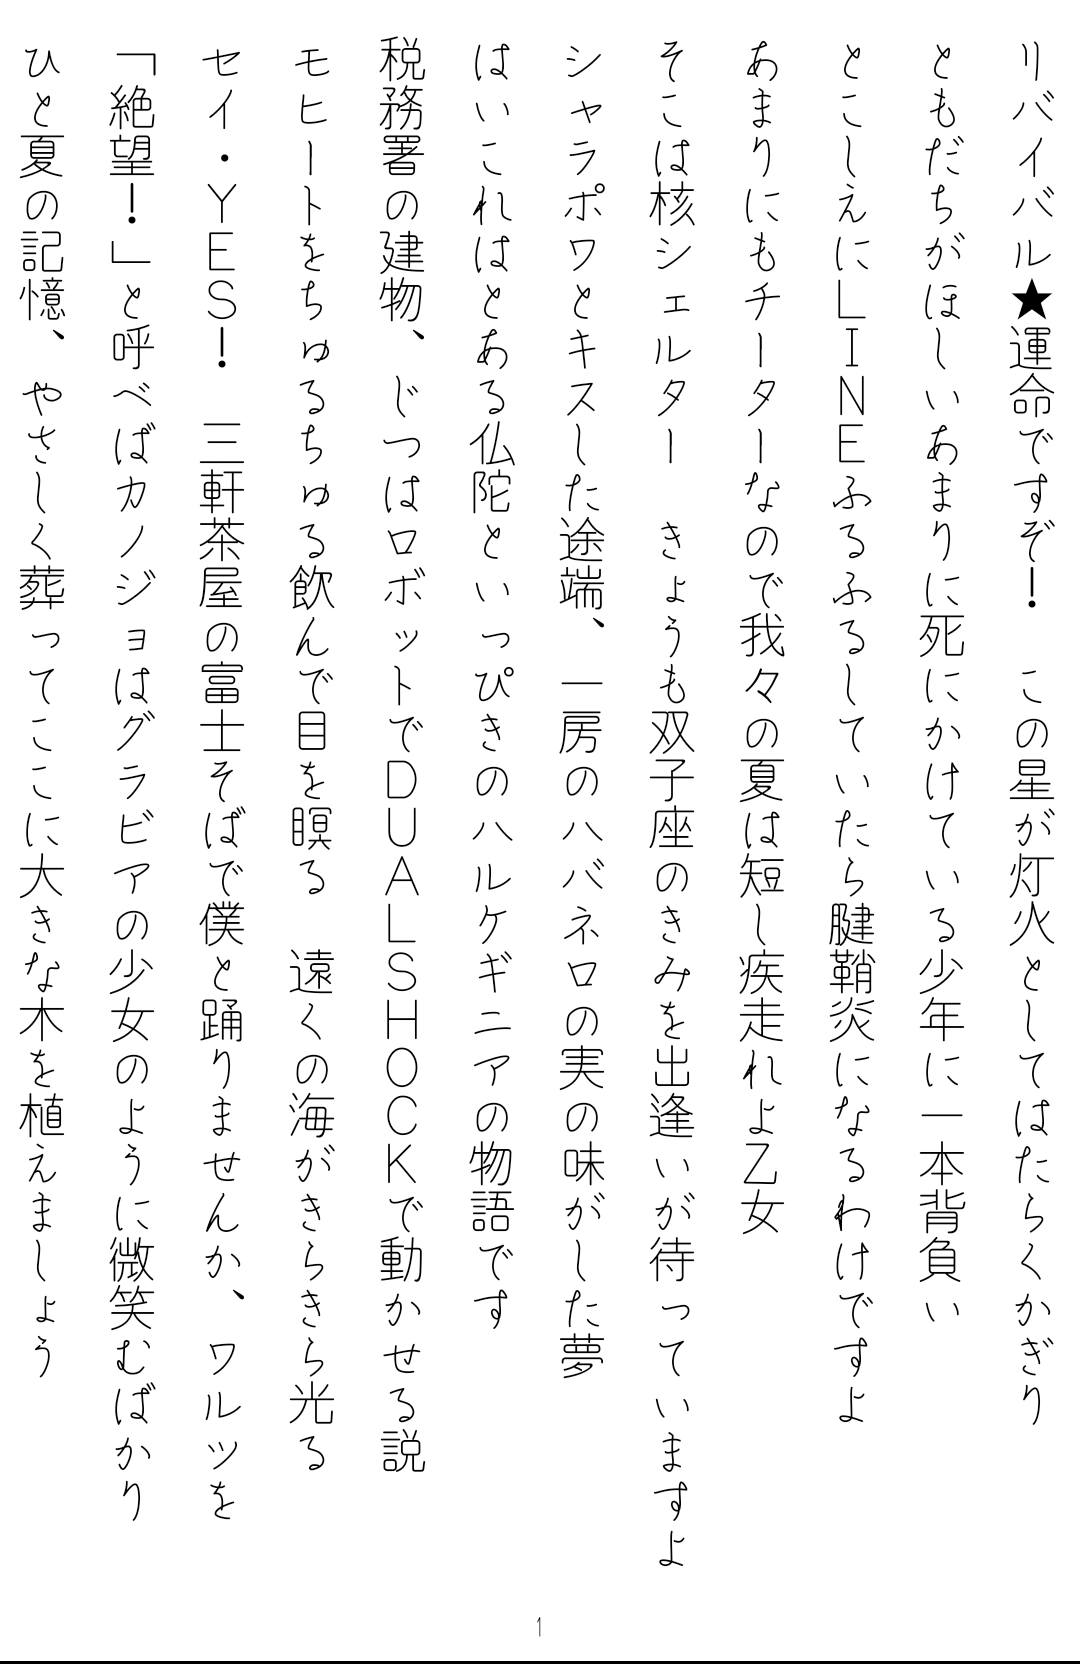 リバイバル★運命ですぞ！　この星が灯火としてはたらくかぎり
ともだちがほしいあまりに死にかけている少年に一本背負い
とこしえにＬＩＮＥふるふるしていたら腱鞘炎になるわけですよ
あまりにもチーターなので我々の夏は短し疾走れよ乙女
そこは核シェルター　きょうも双子座のきみを出逢いが待っていますよ
シャラポワとキスした途端、一房のハバネロの実の味がした夢
はいこれはとある仏陀といっぴきのハルケギニアの物語です
税務署の建物、じつはロボットでＤＵＡＬＳＨＯＣＫで動かせる説
モヒートをちゅるちゅる飲んで目を瞑る　遠くの海がきらきら光る
セイ・ＹＥＳ！　三軒茶屋の富士そばで僕と踊りませんか、ワルツを
「絶望！」と呼べばカノジョはグラビアの少女のように微笑むばかり
ひと夏の記憶、やさしく葬ってここに大きな木を植えましょう
1